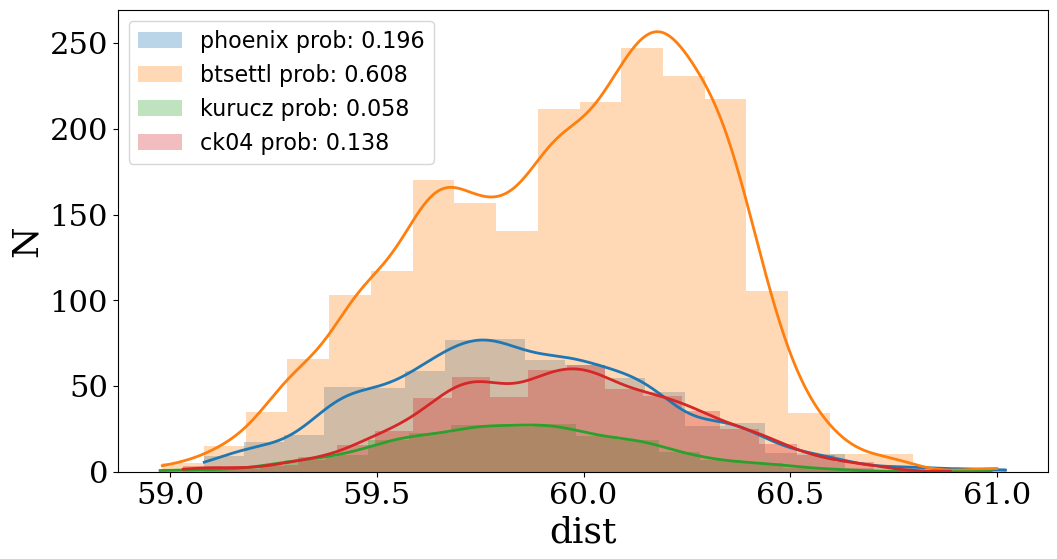 phoenix prob: 0.196
btsettl prob: 0.608
kurucz prob: 0.058
ck04 prob: 0.138
250
200
150
100
50
0
N
59.0 59.5 60.0 60.5 61.0
dist